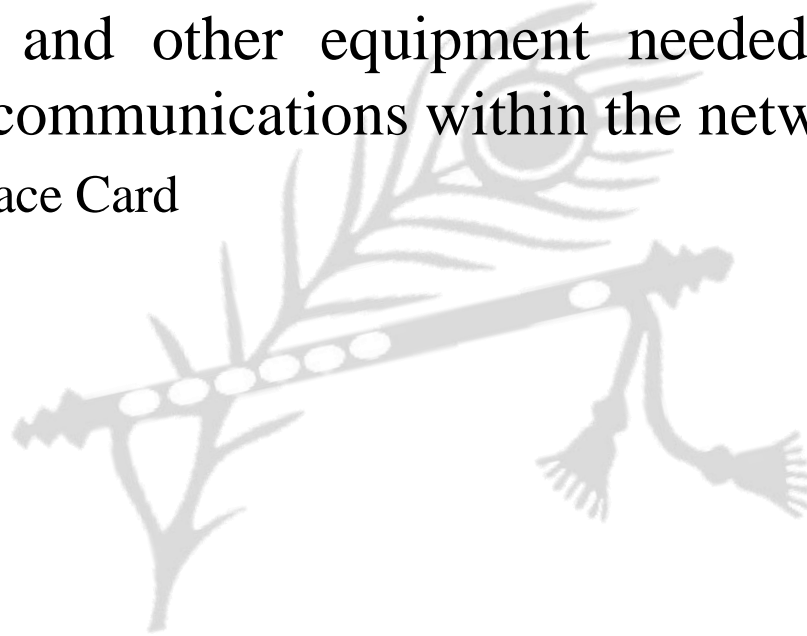 and other equipment needed
communications within the netw
ace Card